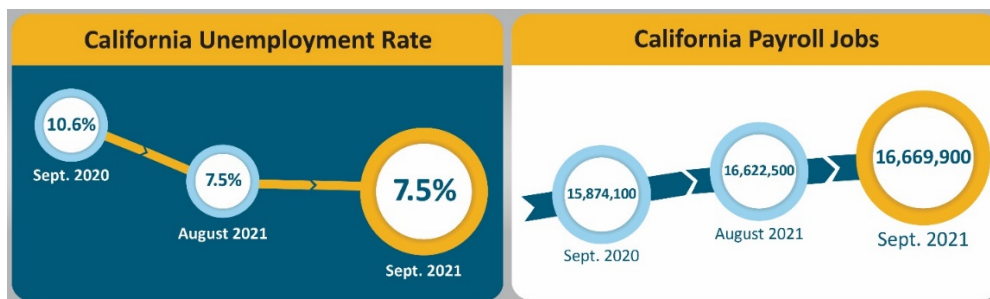 California Unemployment Rate
10.6%
Sept. 2020
7.5%
August 2021
7.5%
Sept. 2021
California Payroll Jobs
15,874,100
Sept. 2020
16,622,500
August 2021
16,669,900
Sept. 2021